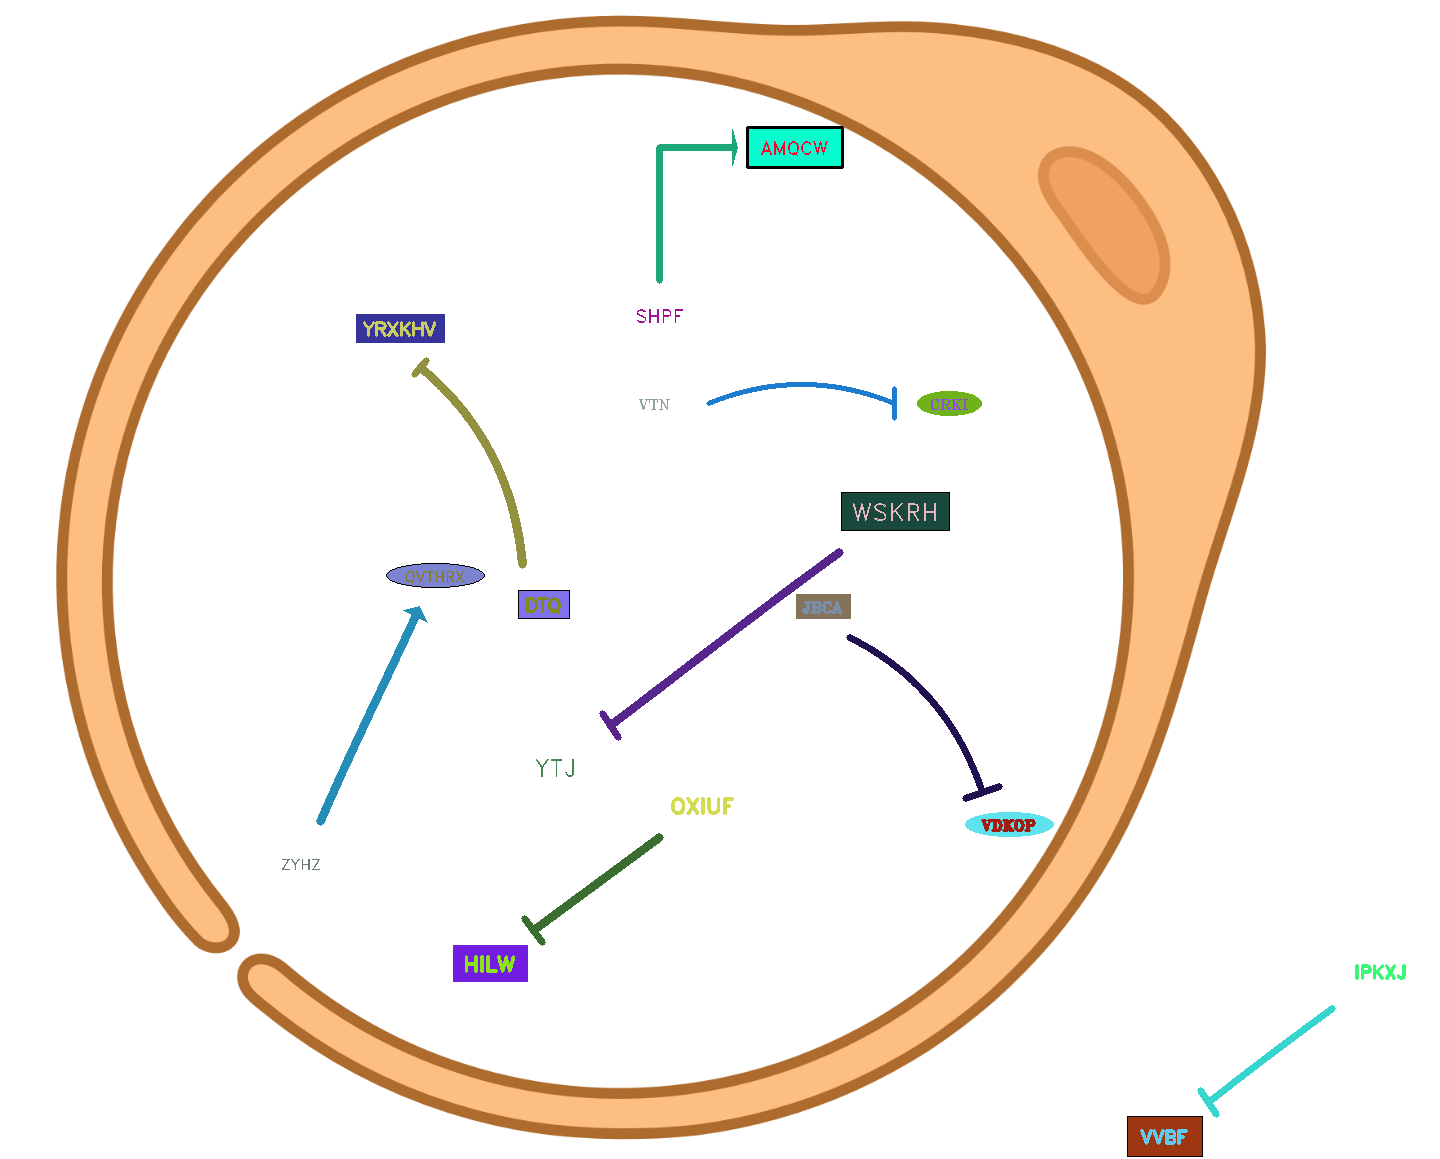 AMQCW
SHPF
YRXKHV
VTN
CRKI
WSKRH
QVTHRX
DTQ
JBCA
YTJ
OXIUF
VDKOP
ZYHZ
HILW
IPKXJ
VVBF